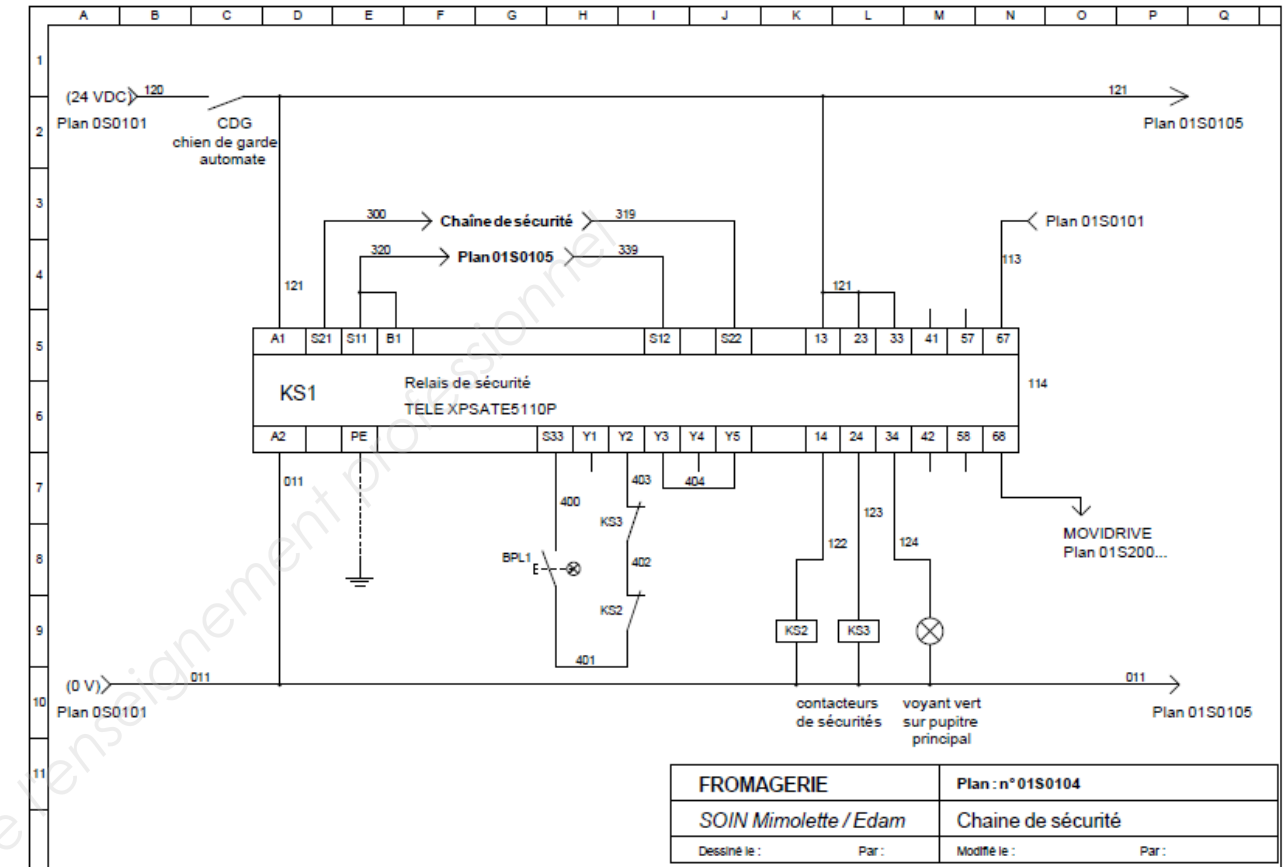 A B C D E F G H I J K L M N O P Q
1
(24 VDC) 120 121
Plan 0S0101 CDG Plan 01S0105
2
chien de garde
automate
3
300 Chaîne de sécurité 319 Plan 01S0101
320 Plan 01S0105 339 113
4
121 121
5
A1 S21 S11 B1 S12 S22 13 23 33 41 57 67
KS1 Relais de sécurité 114
TELE XPSATE5110P
6
A2 PE S33 Y1 Y2 Y3 Y4 Y5 14 24 34 42 58 68
7
011 403 404
400 123
KS3 MOVIDRIVE
122 124 Plan 01S200...
8
BPL1 E 402
KS2
9
KS2 KS3
401
(0 V) 011 011
10
Plan 0S0101 contacteurs voyant vert Plan 01S0105
de sécurités sur pupitre
principal
11
FROMAGERIE Plan : n° 01S0104
SOIN Mimolette / Edam Chaine de sécurité
Dessiné le : Par : Modifié le : Par :
e l'enseignement professionnel